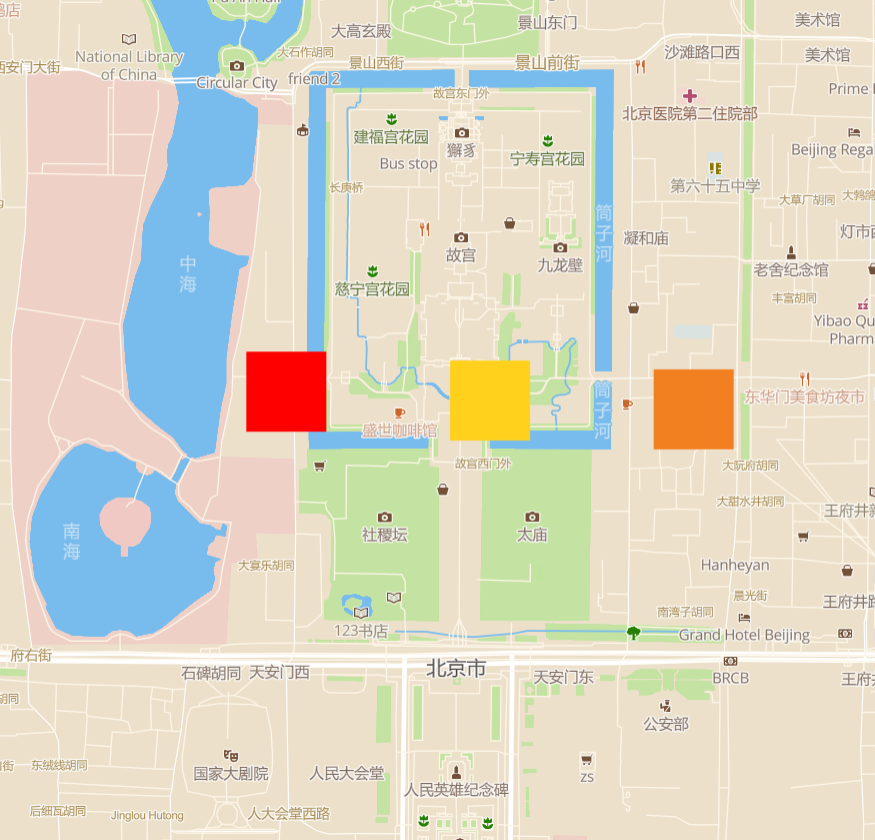 鹉店
Fu An Hall
大高玄殿
景山东门
美术馆
大石作胡同
National Library
of China
沙滩路口西
美术馆
西安门大街
景山西街
景山前街
Circular City
friend 2
故宫东门外
Prime
北京医院第二住院部
建福宫花园
獬豸
宁寿宫花园
Beijing Rega
Bus stop
第六十五中学
长庚桥
大草厂胡同
大鹁鸽
筒子河
故宫
凝和庙
灯市
中海
九龙壁
老舍纪念馆
慈宁宫花园
丰富胡同
Yibao Qu
Pharm
筒子河
东华门美食坊夜市
盛世咖啡馆
故宫西门外
大阮府胡同
大甜水井胡同
王府井
南海
社稷坛
太庙
大宴乐胡同
Hanheyan
晨光街
王府井
南湾子胡同
123书店
Grand Hotel Beijing
府右街
北京市
石碑胡同
天安门西
天安门东
BRCB
王府
胡同
公安部
街
东绒线胡同
国家大剧院
人民大会堂
zs
人民英雄纪念碑
后细瓦胡同
Jinglou Hutong
人大会堂西路